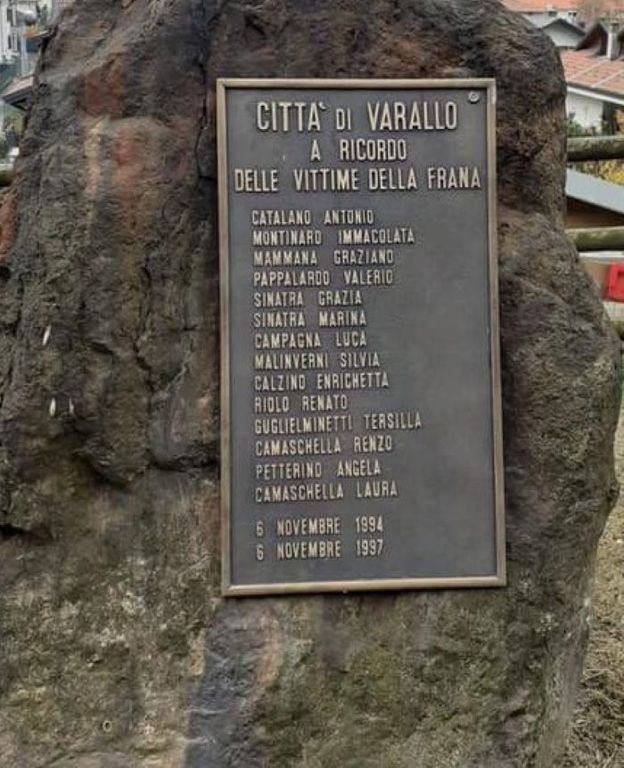 CITTA' DI VARALLO
A RICORDO
DELLE VITTIME DELLA FRANA
CATALANO ANTONIO
MONTINARO IMMACOLATA
MAMMANA GRAZIANO
PAPPALARDO VALERIO
SINATRA GRAZIA
SINATRA MARINA
CAMPAGNA LUCA
MALINVERNI SILVIA
CALZINO ENRICHETTA
RIOLO RENATO
GUGLIELMINETTI TERSILLA
CAMASCHELLA RENZO
PETTERINO ANGELA
CAMASCHELLA LAURA
6 NOVEMBRE 1994
6 NOVEMBRE 1997